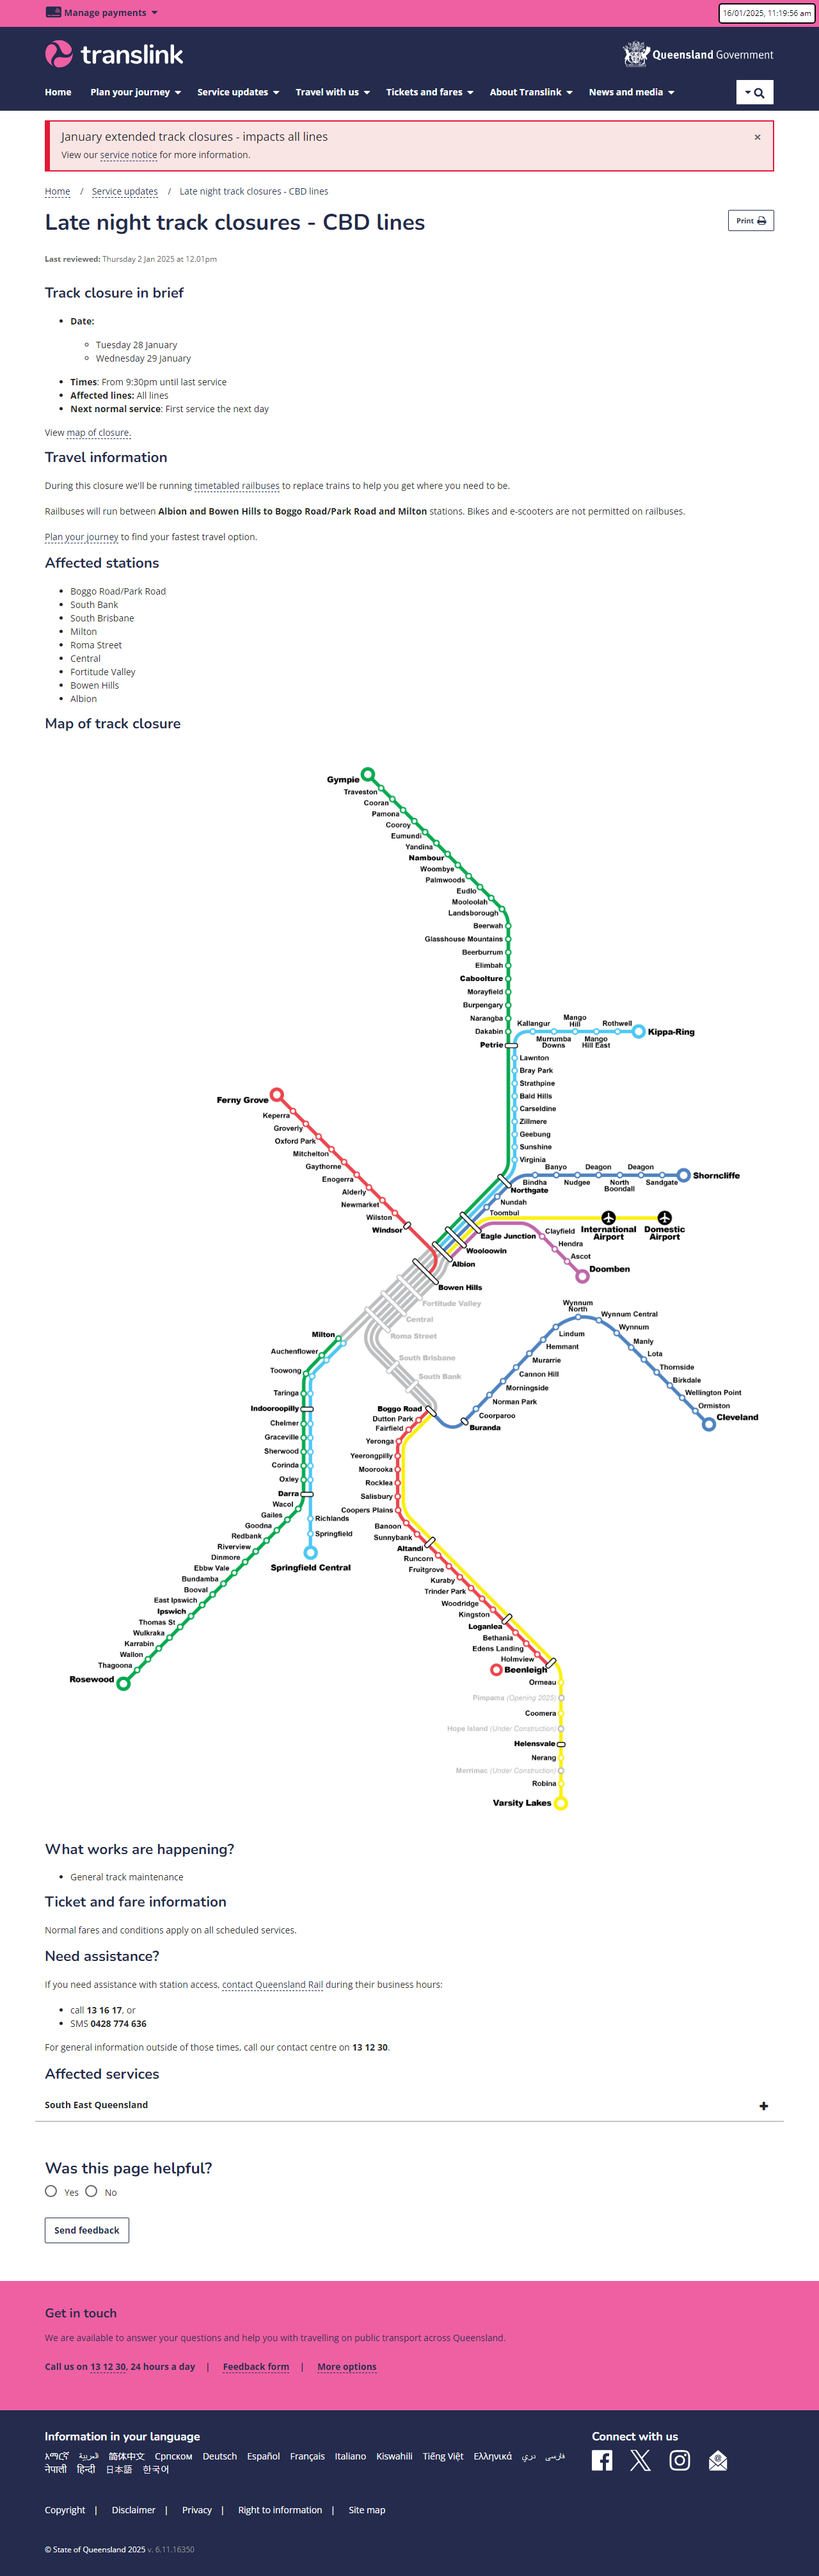 Manage payments
16/01/2025, 11:19:56 am
translink
Queensland Government
Home Plan your journey Service updates Travel with us Tickets and fares About Translink News and media
January extended track closures - impacts all lines
×
View our service notice for more information.
Home / Service updates / Late night track closures - CBD lines
Late night track closures - CBD lines
Print
Last reviewed: Thursday 2 Jan 2025 at 12.01pm
Track closure in brief
Date:
Tuesday 28 January
Wednesday 29 January
Times: From 9:30pm until last service
Affected lines: All lines
Next normal service: First service the next day
View map of closure.
Travel information
During this closure we'll be running timetabled railbuses to replace trains to help you get where you need to be.
Railbuses will run between Albion and Bowen Hills to Boggo Road/Park Road and Milton stations. Bikes and e-scooters are not permitted on railbuses.
Plan your journey to find your fastest travel option.
Affected stations
Boggo Road/Park Road
South Bank
South Brisbane
Milton
Roma Street
Central
Fortitude Valley
Bowen Hills
Albion
Map of track closure
Gympie
Traveston
Cooran
Pamona
Cooroy
Eumundi
Yandina
Nambour
Woombye
Palmwoods
Eudlo
Mooloolah
Landsborough
Beerwah
Glasshouse Mountains
Beerburrum
Elimbah
Caboolture
Morayfield
Burpengary
Narangba
Dakabin
Petrie
Kallangur
Murrumba Downs
Mango Hill
Mango Hill East
Rothwell
Kippa-Ring
Lawnton
Bray Park
Strathpine
Bald Hills
Carseldine
Zillmere
Geebung
Sunshine
Virginia
Northgate
Bindha
Banyo
Nudgee
Deagon
North Boondall
Deagon
Sandgate
Shorncliffe
Nundah
Toombul
Eagle Junction
Wooloowin
Albion
Bowen Hills
International Airport
Domestic Airport
Clayfield
Hendra
Ascot
Doomben
Ferny Grove
Keperra
Groverly
Oxford Park
Mitchelton
Gaythorne
Enogerra
Alderly
Newmarket
Wilston
Windsor
Fortitude Valley
Central
Roma Street
South Brisbane
South Bank
Milton
Auchenflower
Toowong
Taringa
Indooroopilly
Chelmer
Graceville
Sherwood
Corinda
Oxley
Darra
Wacol
Gailes
Goodna
Redbank
Riverview
Dinmore
Ebbw Vale
Bundamba
Booval
East Ipswich
Ipswich
Thomas St
Wulkraka
Karrabin
Wallon
Thagoona
Rosewood
Richlands
Springfield
Springfield Central
Boggo Road
Buranda
Coorparoo
Norman Park
Morningside
Cannon Hill
Murarrie
Hemmant
Lindum
Wynnum North
Wynnum Central
Wynnum
Manly
Lota
Thornside
Birkdale
Wellington Point
Ormiston
Cleveland
Dutton Park
Fairfield
Yeronga
Yeerongpilly
Moorooka
Rocklea
Salisbury
Coopers Plains
Banoon
Sunnybank
Altandi
Runcorn
Fruitgrove
Kuraby
Trinder Park
Woodridge
Kingston
Loganlea
Bethania
Edens Landing
Holmview
Beenleigh
Ormeau
Pimpama (Opening 2025)
Coomera
Hope Island (Under Construction)
Helensvale
Nerang
Merrimac (Under Construction)
Robina
Varsity Lakes
What works are happening?
General track maintenance
Ticket and fare information
Normal fares and conditions apply on all scheduled services.
Need assistance?
If you need assistance with station access, contact Queensland Rail during their business hours:
call 13 16 17, or
SMS 0428 774 636
For general information outside of those times, call our contact centre on 13 12 30.
Affected services
South East Queensland
Was this page helpful?
Yes No
Send feedback
Get in touch
We are available to answer your questions and help you with travelling on public transport across Queensland.
Call us on 13 12 30, 24 hours a day | Feedback form | More options
Information in your language
Connect with us
አማርኛ العربية 简体中文 Српском Deutsch Español Français Italiano Kiswahili Tiếng Việt Ελληνικά دري فارسی
नेपाली हिन्दी 日本語 한국어
Copyright | Disclaimer | Privacy | Right to information | Site map
© State of Queensland 2025 v. 6.11.16350